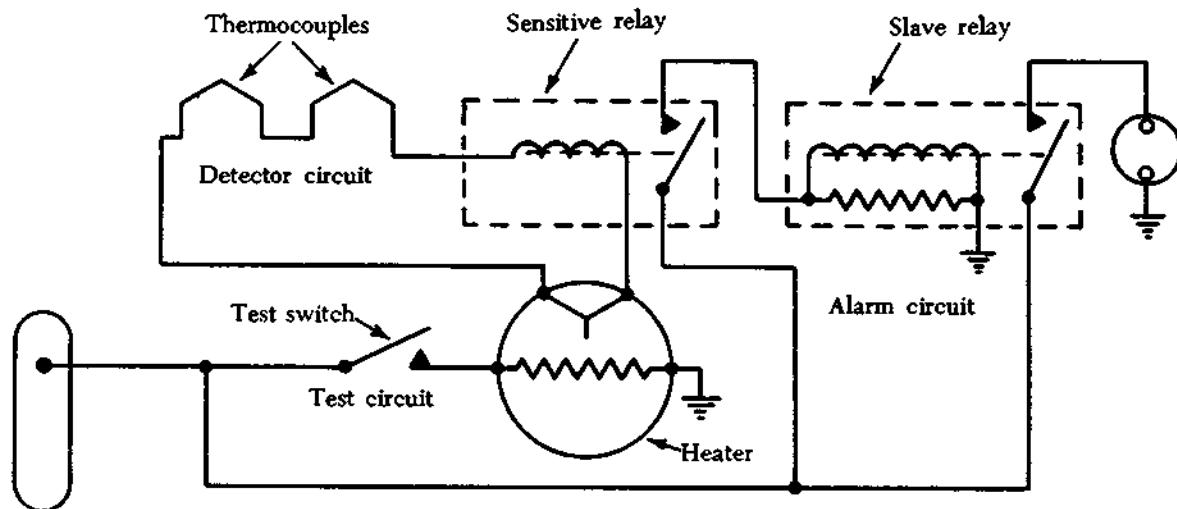 Thermocouples
Sensitive relay
Slave relay
Detector circuit
Alarm circuit
Test switch
Test circuit
Heater